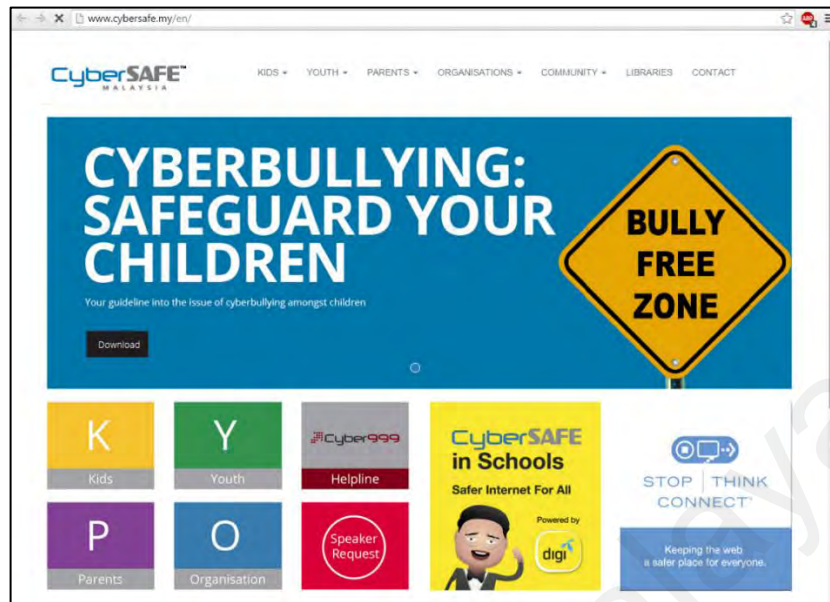 www.cybersafe.my/en/
CyberSAFE™
MALAYSIA
KIDS YOUTH PARENTS ORGANISATIONS COMMUNITY LIBRARIES CONTACT
CYBERBULLYING:
SAFEGUARD YOUR
CHILDREN
Your guideline into the issue of cyberbullying amongst children
Download
BULLY
FREE
ZONE
K
Kids
Y
Youth
Cyber999
Helpline
P
Parents
O
Organisation
Speaker
Request
CyberSAFE
in Schools
Safer Internet For All
Powered by
digi
STOP | THINK
CONNECT
Keeping the web
a safer place for everyone.